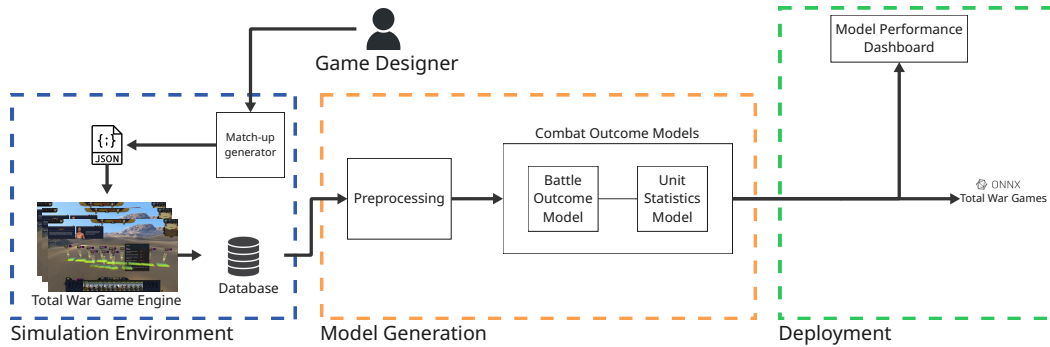 Game Designer
Match-up
generator
{;}
JSON
Total War Game Engine
Database
Simulation Environment
Preprocessing
Combat Outcome Models
Battle
Outcome
Model
Unit
Statistics
Model
Model Generation
Model Performance
Dashboard
ONNX
Total War Games
Deployment